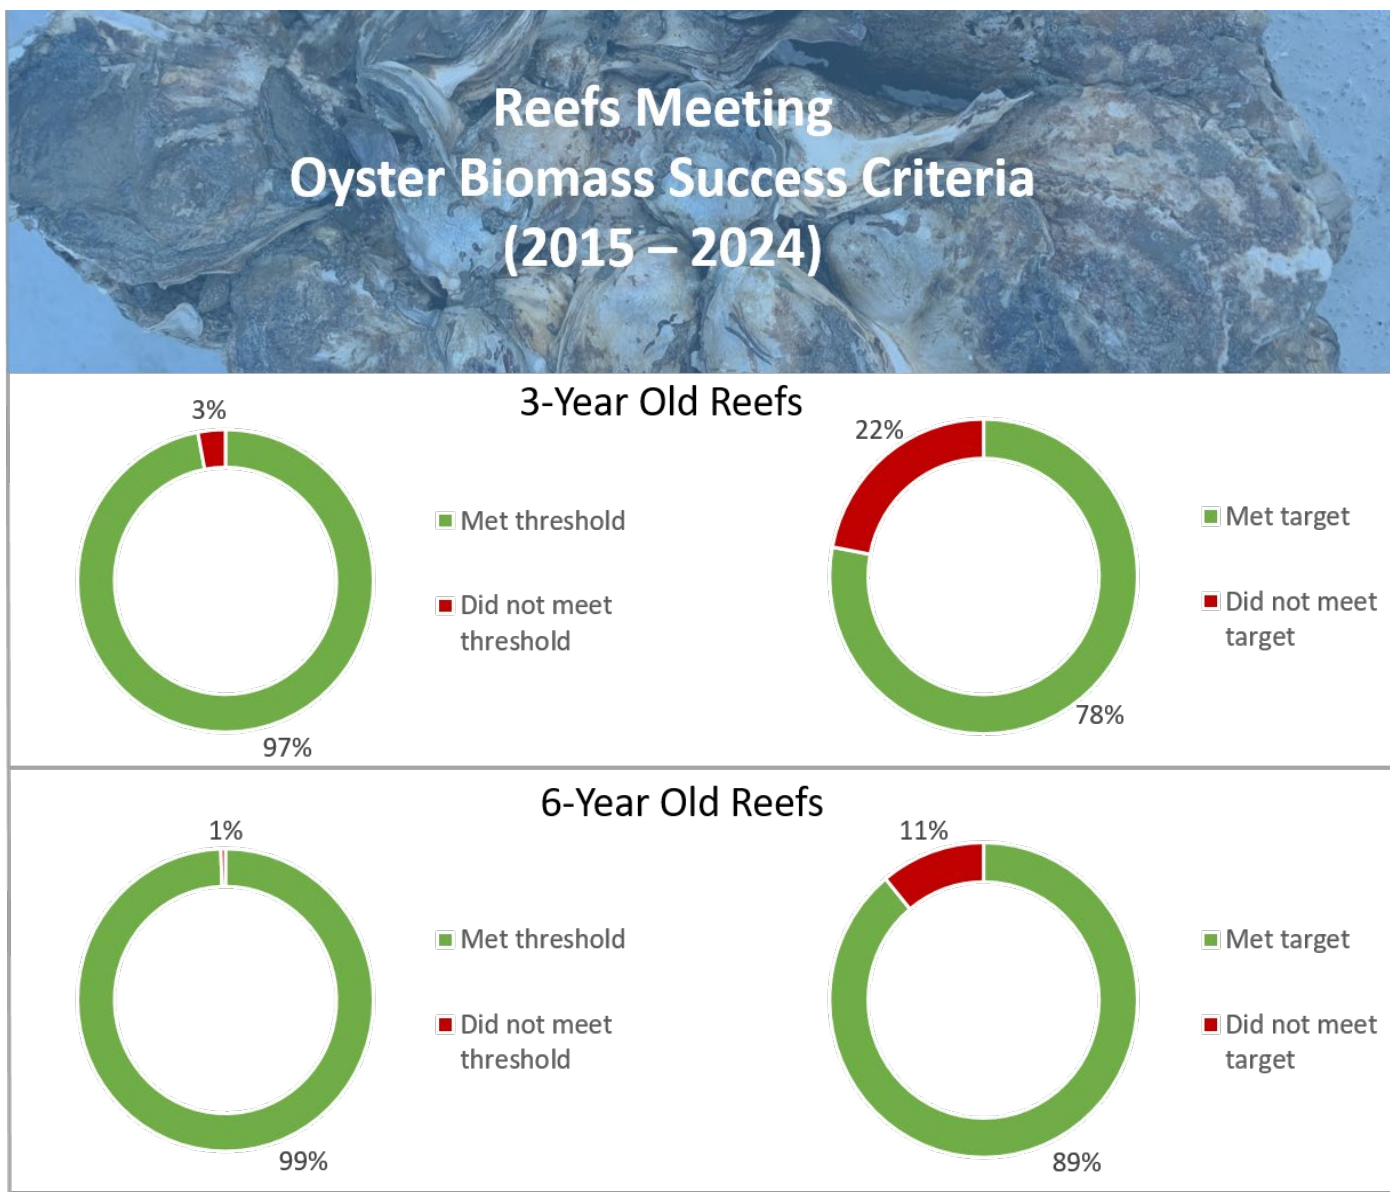 Reefs Meeting
Oyster Biomass Success Criteria
(2015 – 2024)
3-Year Old Reefs
3%
97%
Met threshold
Did not meet
threshold
22%
78%
Met target
Did not meet
target
6-Year Old Reefs
1%
99%
Met threshold
Did not meet
threshold
11%
89%
Met target
Did not meet
target